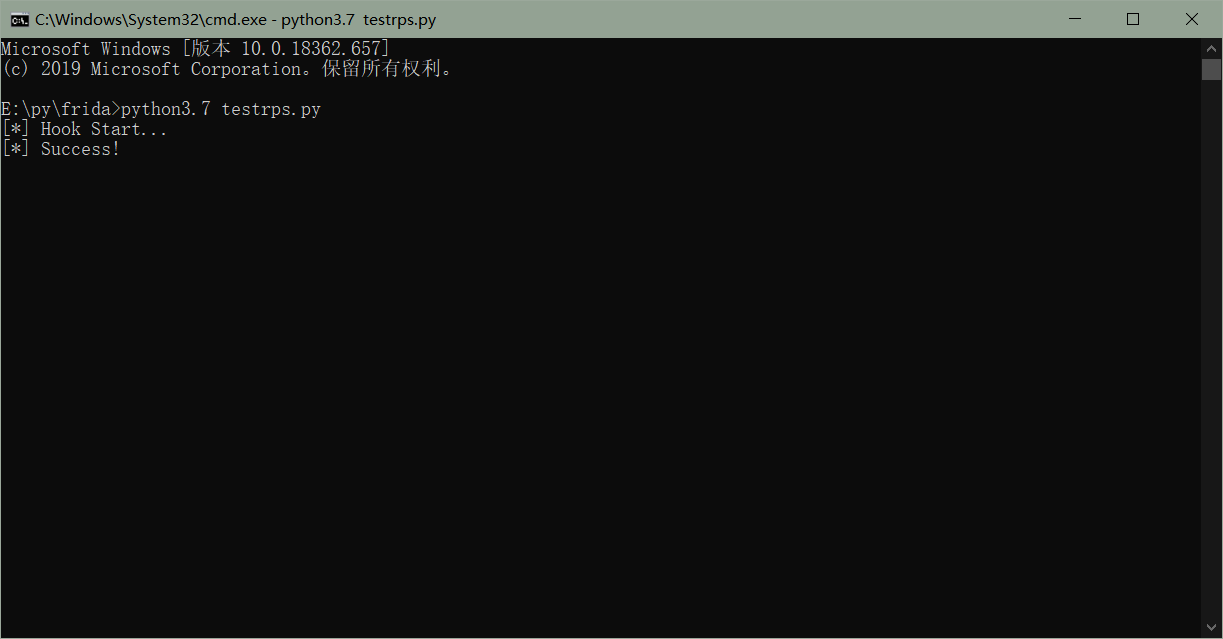 C:\Windows\System32\cmd.exe - python3.7  testrps.py
Microsoft Windows [版本 10.0.18362.657]
(c) 2019 Microsoft Corporation。保留所有权利。
E:\py\frida>python3.7 testrps.py
[*] Hook Start...
[*] Success!